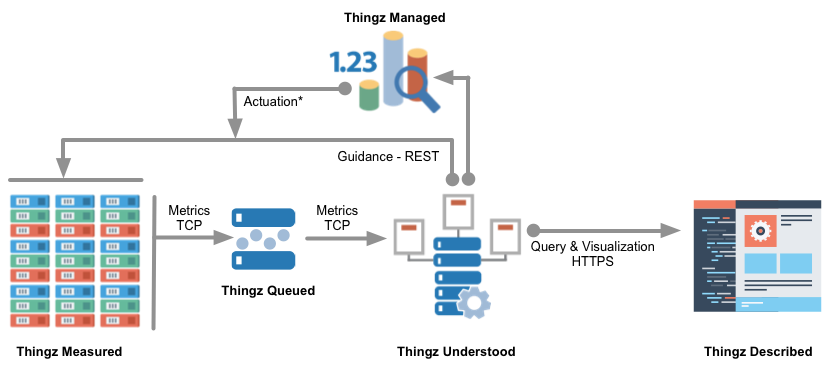 Thingz Managed
1.23
Actuation*
Guidance - REST
Metrics
TCP
Metrics
TCP
Query & Visualization
HTTPS
Thingz Queued
Thingz Measured
Thingz Understood
Thingz Described